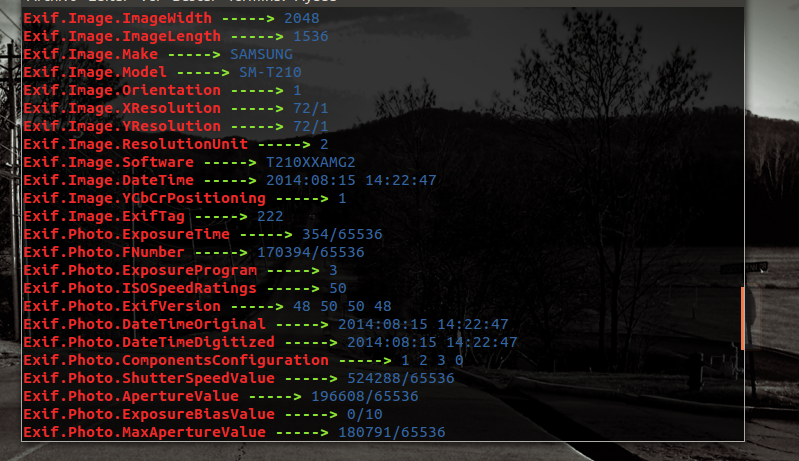 Exif.Image.ImageWidth -----> 2048
Exif.Image.ImageLength -----> 1536
Exif.Image.Make -----> SAMSUNG
Exif.Image.Model -----> SM-T210
Exif.Image.Orientation -----> 1
Exif.Image.XResolution -----> 72/1
Exif.Image.YResolution -----> 72/1
Exif.Image.ResolutionUnit -----> 2
Exif.Image.Software -----> T210XXAMG2
Exif.Image.DateTime -----> 2014:08:15 14:22:47
Exif.Image.YCbCrPositioning -----> 1
Exif.Image.ExifTag -----> 222
Exif.Photo.ExposureTime -----> 354/65536
Exif.Photo.FNumber -----> 170394/65536
Exif.Photo.ExposureProgram -----> 3
Exif.Photo.ISOSpeedRatings -----> 50
Exif.Photo.ExifVersion -----> 48 50 50 48
Exif.Photo.DateTimeOriginal -----> 2014:08:15 14:22:47
Exif.Photo.DateTimeDigitized -----> 2014:08:15 14:22:47
Exif.Photo.ComponentsConfiguration -----> 1 2 3 0
Exif.Photo.ShutterSpeedValue -----> 524288/65536
Exif.Photo.ApertureValue -----> 196608/65536
Exif.Photo.ExposureBiasValue -----> 0/10
Exif.Photo.MaxApertureValue -----> 180791/65536